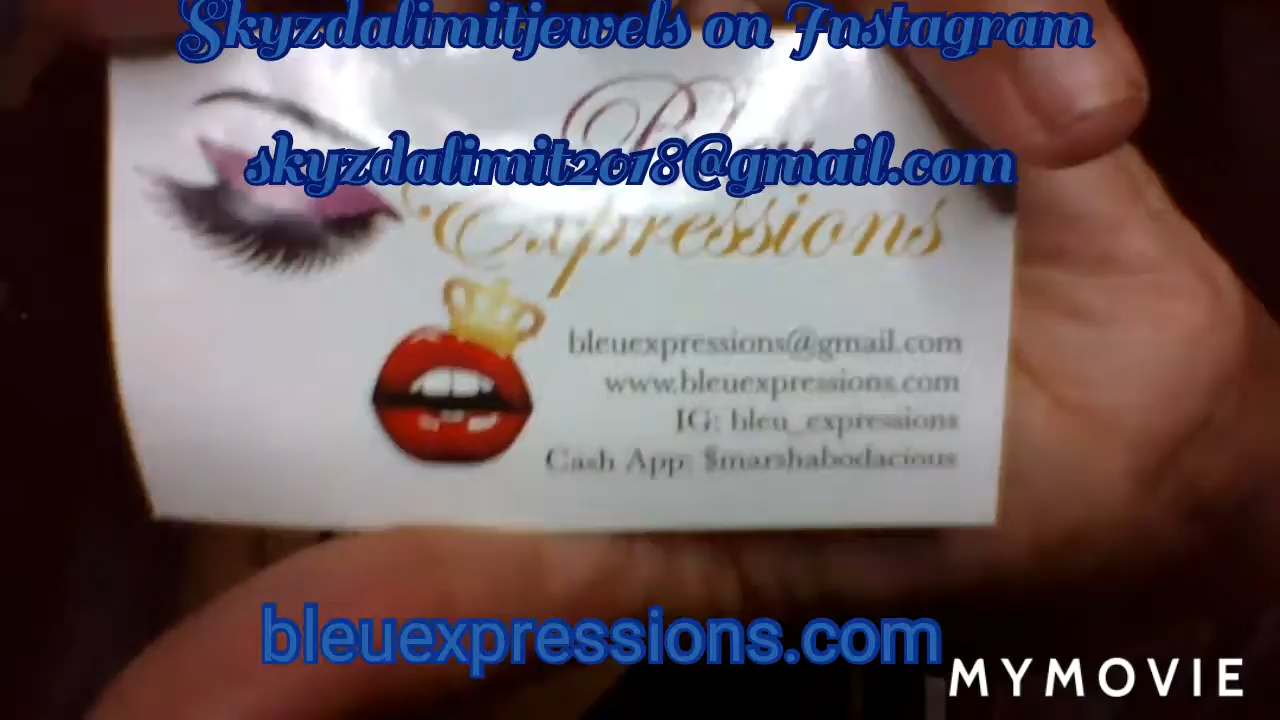 Skyzdalimitjewels on Instagram
skyzdalimit2018@gmail.com
Bleu
Expressions
bleuexpressions@gmail.com
www.bleuexpressions.com
IG: bleu_expressions
Cash App: $marshabodacious
bleuexpressions.com
MYMOVIE